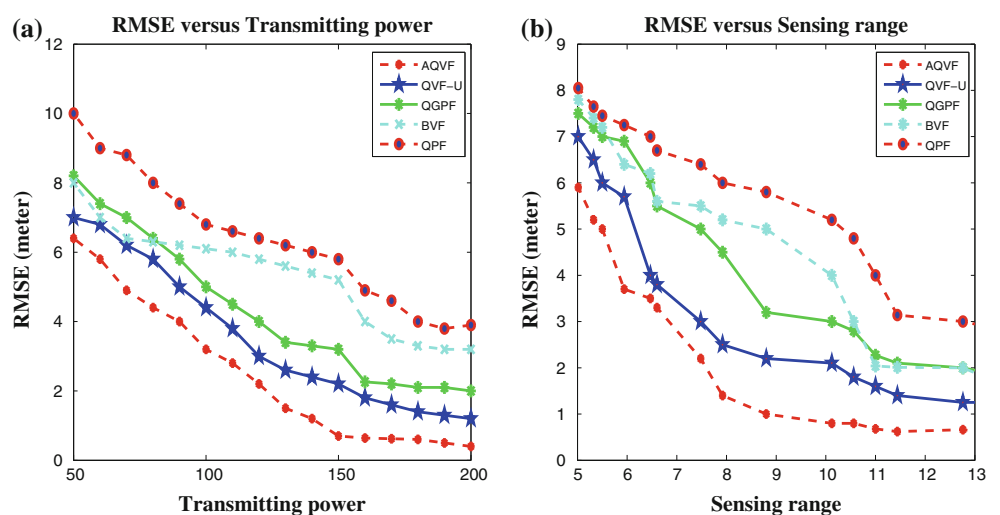 (a)
RMSE versus Transmitting power
12
10
8
6
4
2
0
RMSE (meter)
AQVF
QVF−U
QGPF
BVF
QPF
50
100
150
200
Transmitting power
(b)
RMSE versus Sensing range
9
8
7
6
5
4
3
2
1
0
RMSE (meter)
AQVF
QVF−U
QGPF
BVF
QPF
5
6
7
8
9
10
11
12
13
Sensing range